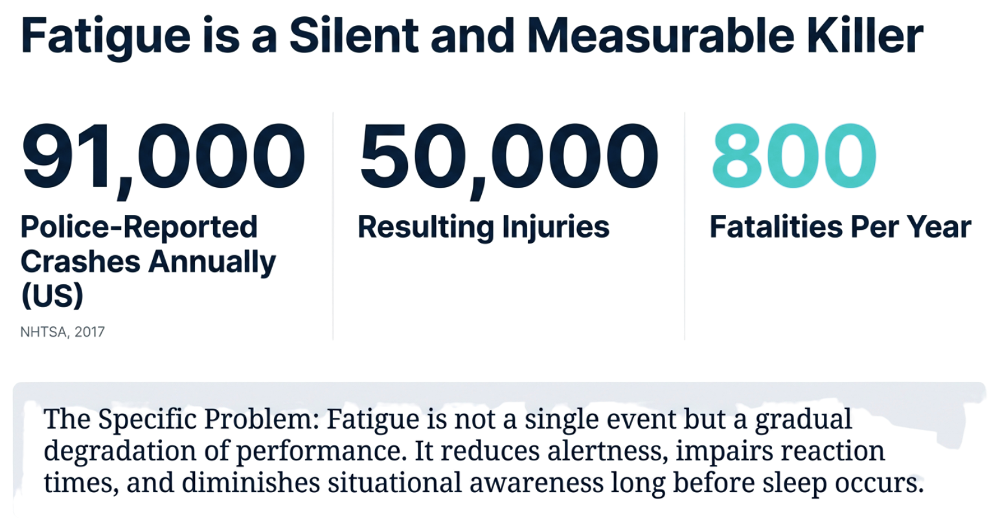 Fatigue is a Silent and Measurable Killer
91,000
Police-Reported
Crashes Annually
(US)
NHTSA, 2017
50,000
Resulting Injuries
800
Fatalities Per Year
The Specific Problem: Fatigue is not a single event but a gradual
degradation of performance. It reduces alertness, impairs reaction
times, and diminishes situational awareness long before sleep occurs.